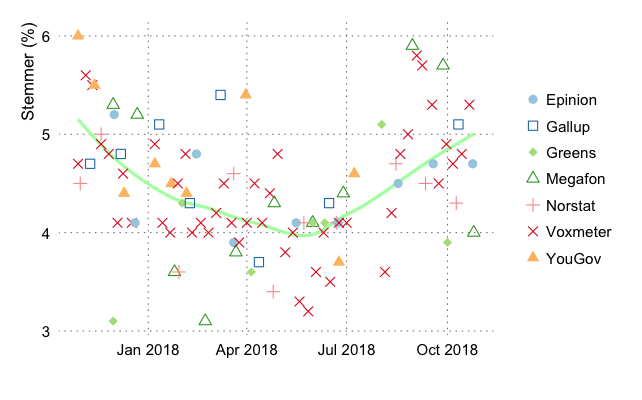 Stemmer (%)
6
5
4
3
Jan 2018
Apr 2018
Jul 2018
Oct 2018
Epinion
Gallup
Greens
Megafon
Norstat
Voxmeter
YouGov